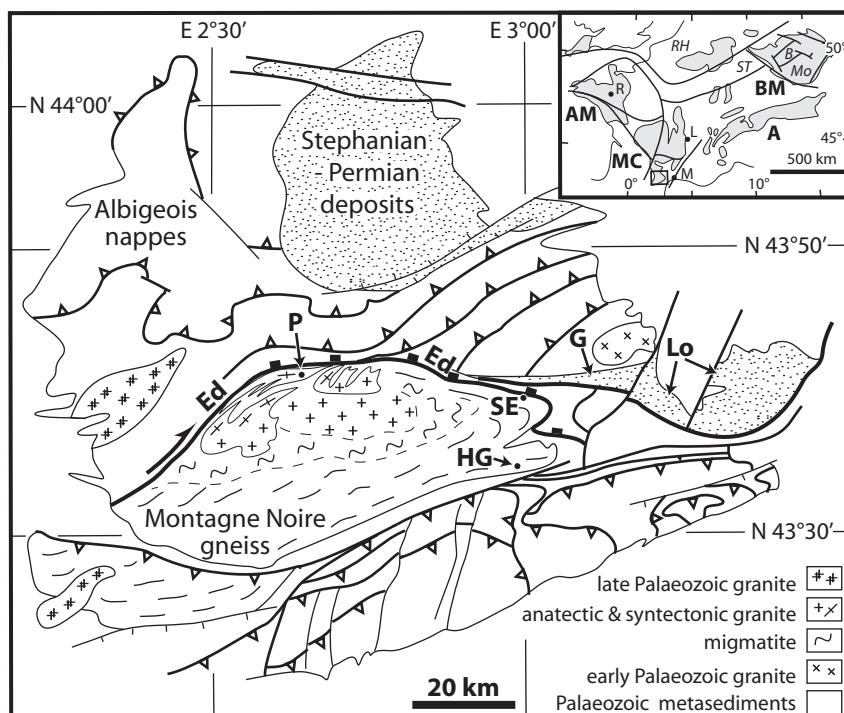 E 2°30′
E 3°00′
N 44°00′
Stephanian
- Permian
deposits
Albigeois
nappes
RH
ST
B
Mo
50°
R
BM
AM
L
A
MC
45°
M
500 km
0°
10°
N 43°50′
P
G
Lo
Ed
Ed
SE
HG
Montagne Noire
gneiss
N 43°30′
late Palaeozoic granite
anatectic & syntectonic granite
migmatite
early Palaeozoic granite
Palaeozoic metasediments
20 km